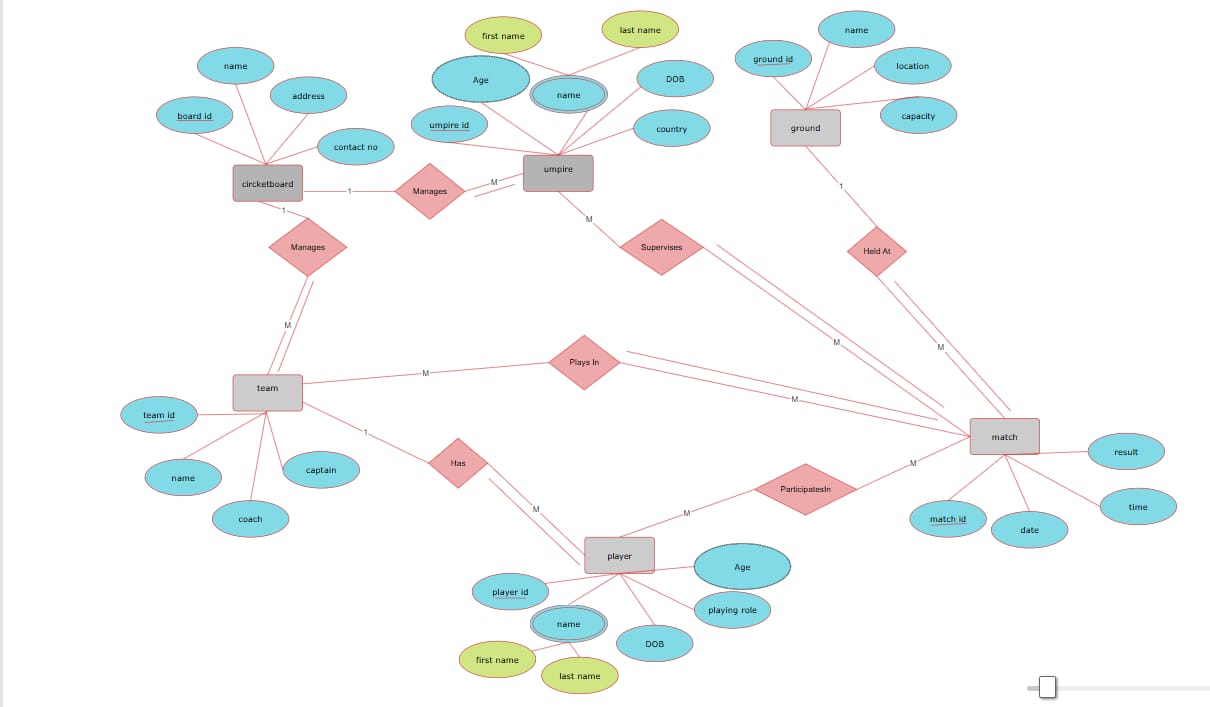 first name
last name
name
ground id
location
capacity
ground
name
address
board id
contact no
circketboard
Age
name
DOB
umpire id
country
umpire
1
Manages
M
1
Manages
M
M
Supervises
M
1
Held At
M
team
M
Plays In
M
match
team id
name
coach
captain
1
Has
M
M
ParticipatesIn
M
result
time
match id
date
player
Age
player id
name
playing role
DOB
first name
last name